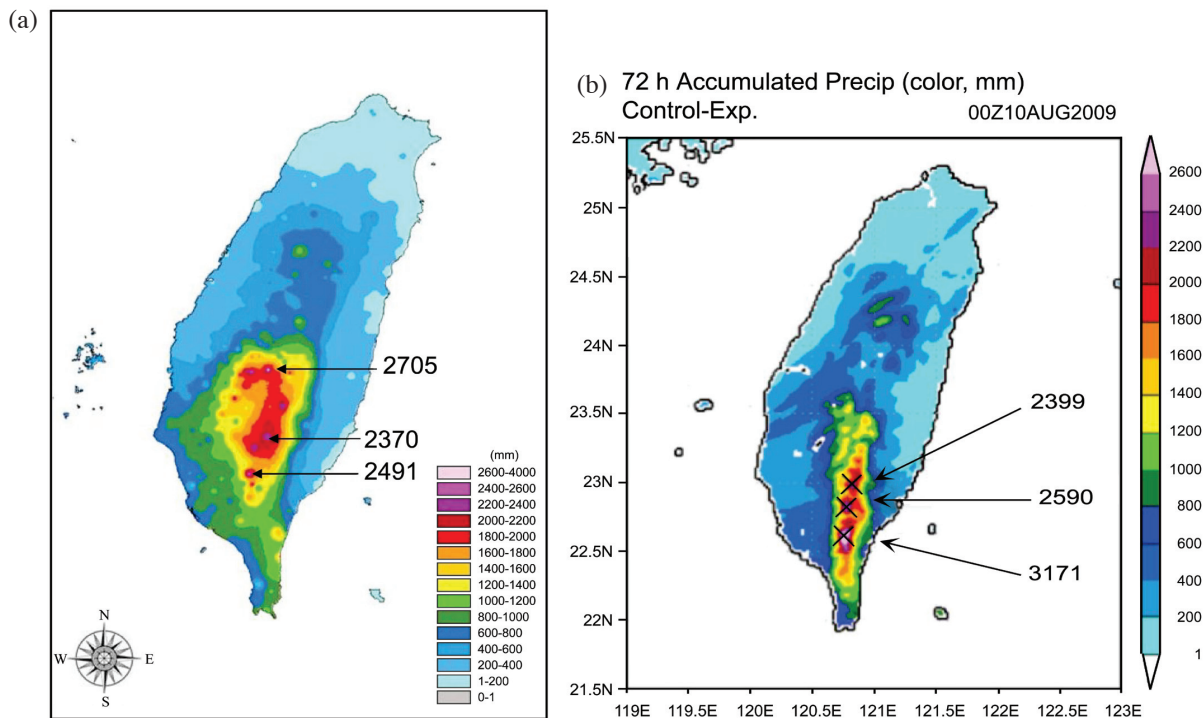 (a)
2705
2370
2491
(mm)
2600-4000
2400-2600
2200-2400
2000-2200
1800-2000
1600-1800
1400-1600
1200-1400
1000-1200
800-1000
600-800
400-600
200-400
1-200
0-1
N
W E
S
(b) 72 h Accumulated Precip (color, mm)
Control-Exp. 00Z10AUG2009
25.5N
25N
24.5N
24N
23.5N
23N
22.5N
22N
21.5N
119E 119.5E 120E 120.5E 121E 121.5E 122E 122.5E 123E
2399
2590
3171
2600
2400
2200
2000
1800
1600
1400
1200
1000
800
600
400
200
1